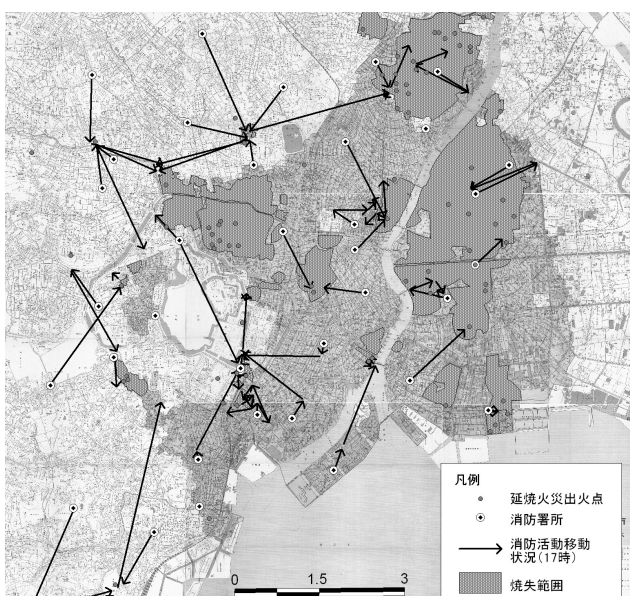 凡例
延焼火災出火点
消防署所
消防活動移動
状況(17時)
焼失範囲
0 1.5 3